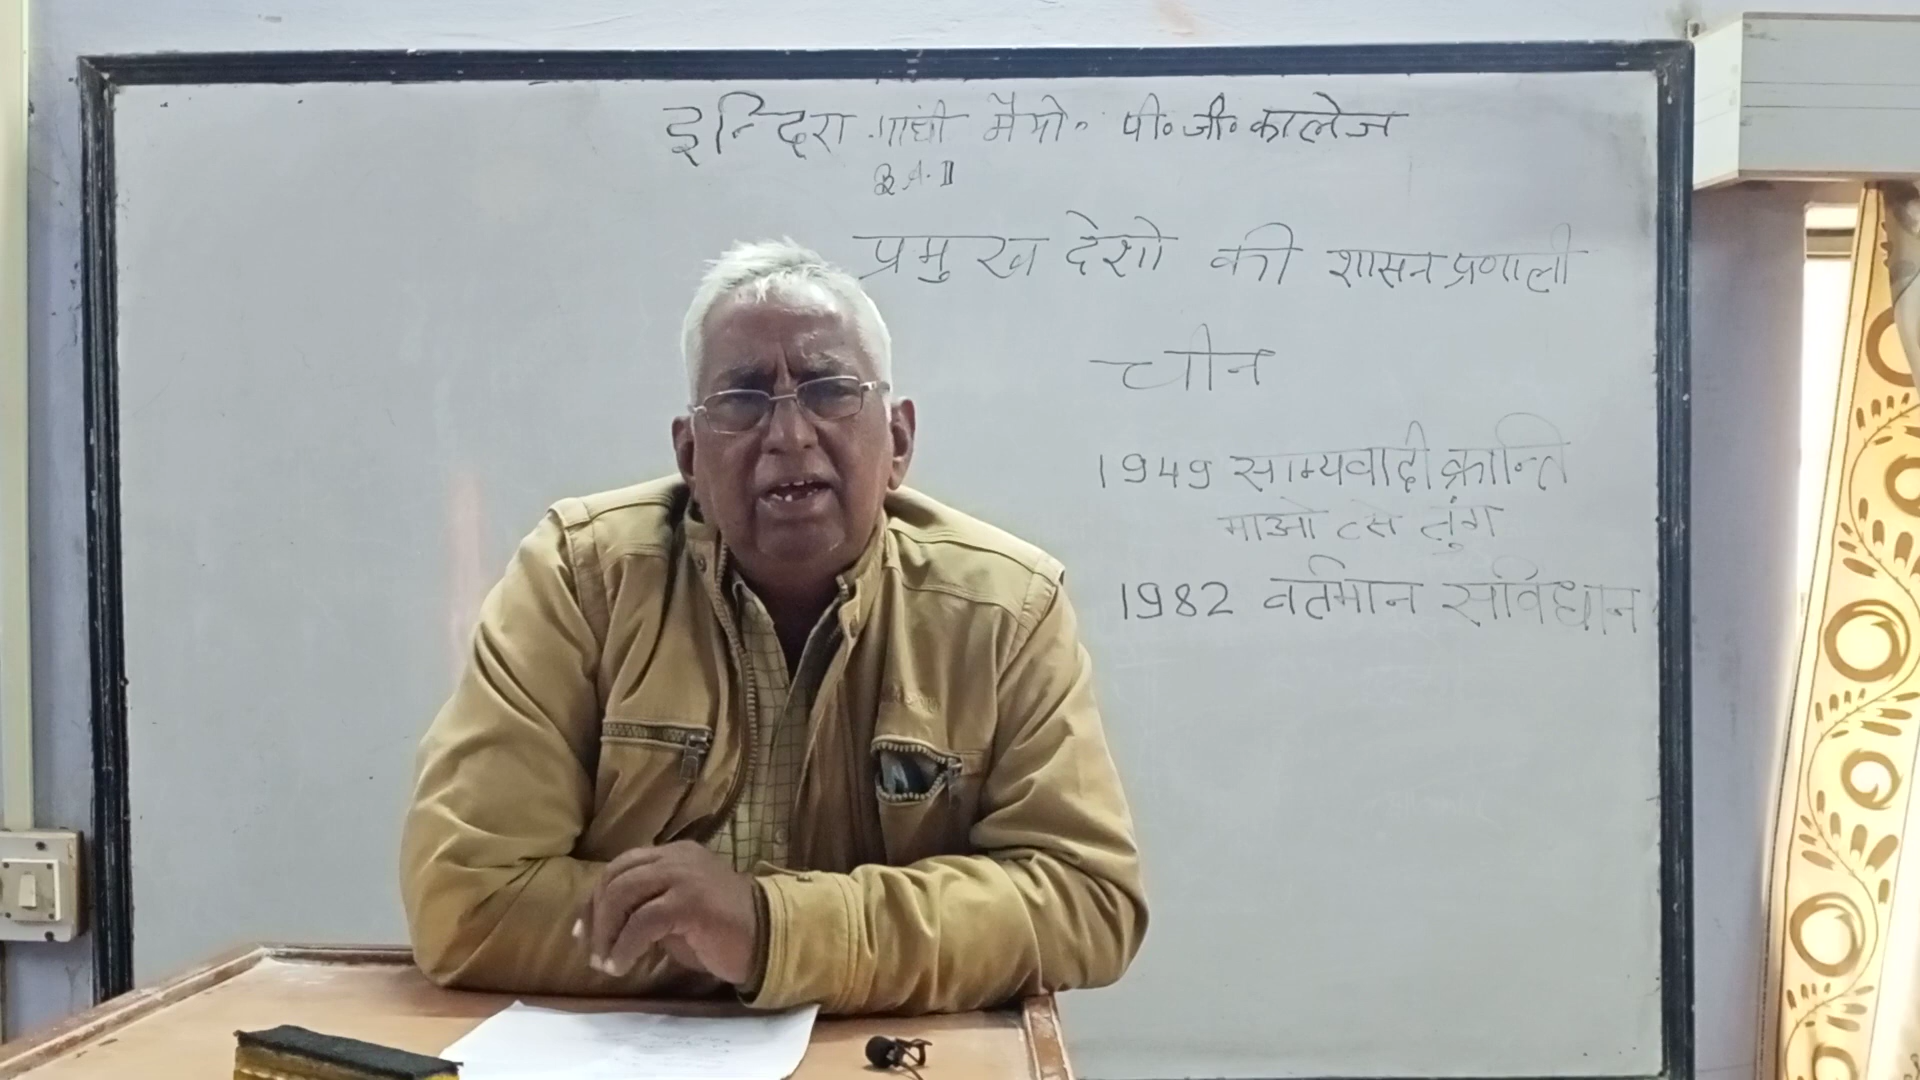 इन्दिरा गांधी मैमो॰ पी॰ जी॰ कालेज
B.A. II
प्रमुख देशो की शासन प्रणाली
चीन
1949 साम्यवादी क्रान्ति
माओ त्से तुंग
1982 वर्तमान संविधान